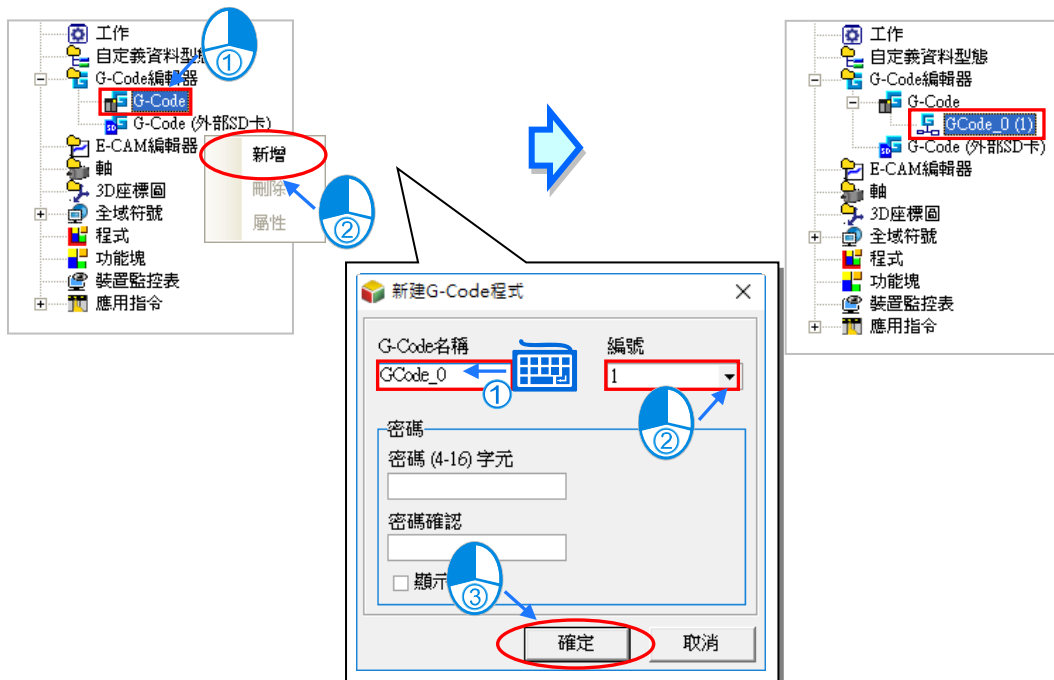 工作
自定義資料型態
G-Code編輯器
G-Code
G-Code (外部SD卡)
E-CAM編輯器
軸
3D座標圖
全域符號
程式
功能塊
裝置監控表
應用指令
①
新增
刪除
屬性
②
新建G-Code程式
G-Code名稱
編號
GCode_0
1
①
②
密碼
密碼 (4-16) 字元
密碼確認
顯示
③
確定
取消
工作
自定義資料型態
G-Code編輯器
G-Code
GCode_0 (1)
G-Code (外部SD卡)
E-CAM編輯器
軸
3D座標圖
全域符號
程式
功能塊
裝置監控表
應用指令